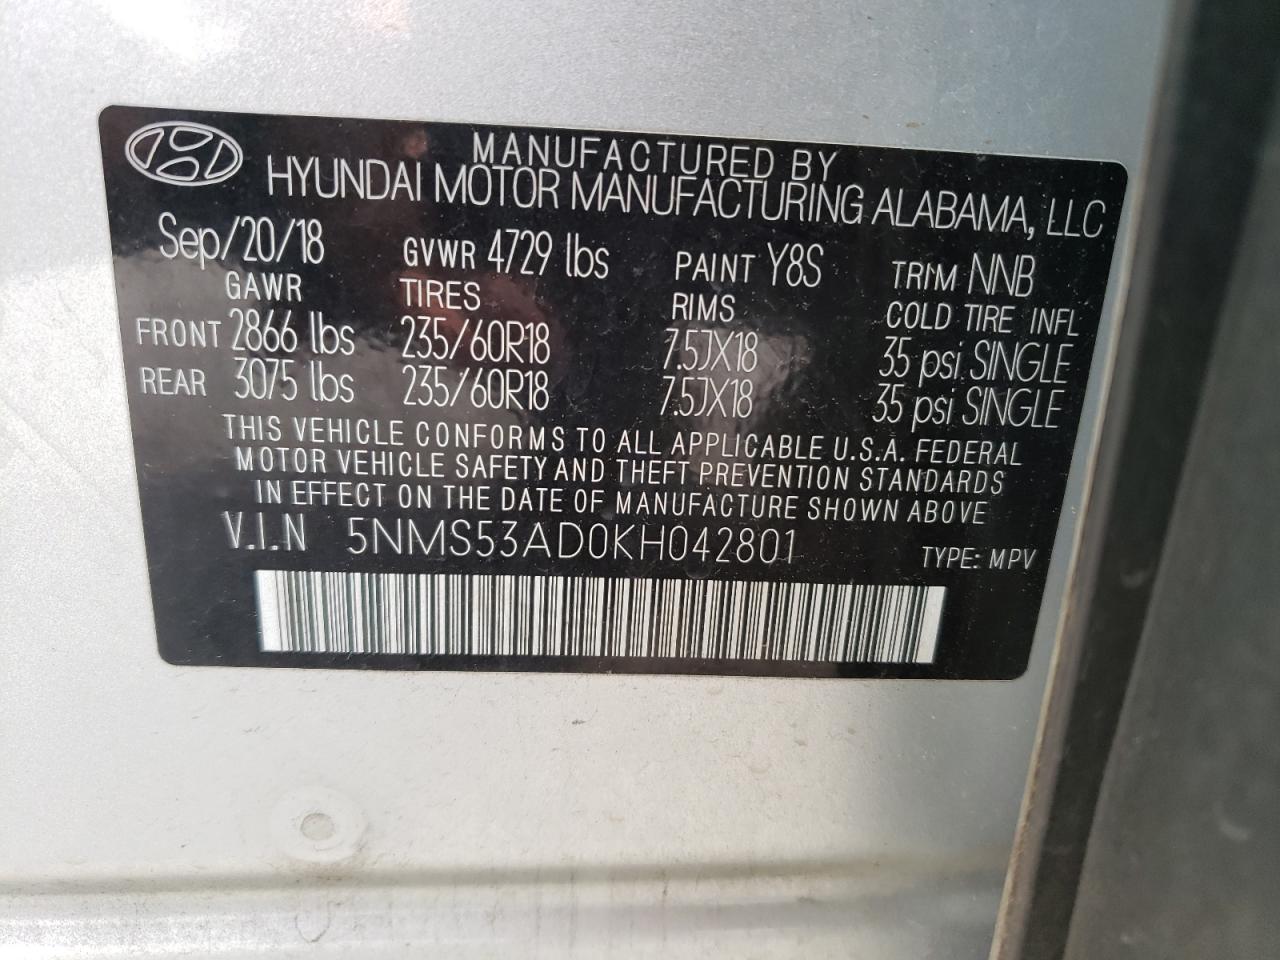 MANUFACTURED BY
HYUNDAI MOTOR MANUFACTURING ALABAMA, LLC
Sep/20/18 GVWR 4729 lbs PAINT Y8S TRIM NNB
GAWR TIRES RIMS COLD TIRE INFL
FRONT 2866 lbs 235/60R18 7.5JX18 35 psi SINGLE
REAR 3075 lbs 235/60R18 7.5JX18 35 psi SINGLE
THIS VEHICLE CONFORMS TO ALL APPLICABLE U.S.A. FEDERAL
MOTOR VEHICLE SAFETY AND THEFT PREVENTION STANDARDS
IN EFFECT ON THE DATE OF MANUFACTURE SHOWN ABOVE
V.I.N 5NMS53AD0KH042801 TYPE: MPV